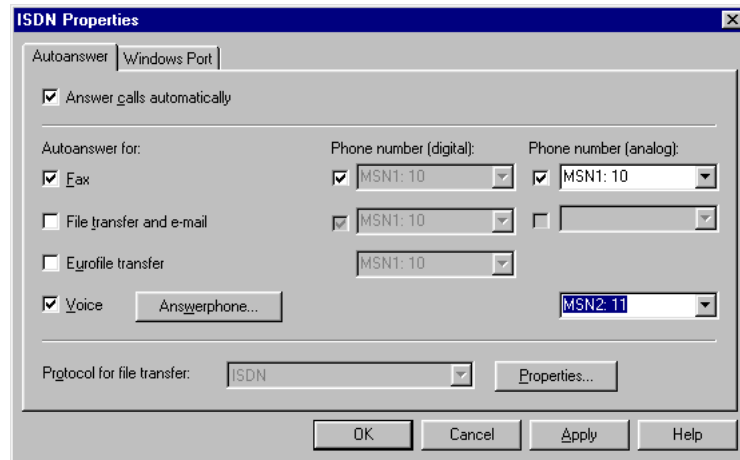 ISDN Properties
Autoanswer Windows Port
Answer calls automatically
Autoanswer for: Phone number (digital): Phone number (analog):
Fax MSN1: 10 MSN1: 10
File transfer and e-mail MSN1: 10
Eurofile transfer MSN1: 10
Voice Answerphone... MSN2: 11
Protocol for file transfer: ISDN Properties...
OK Cancel Apply Help